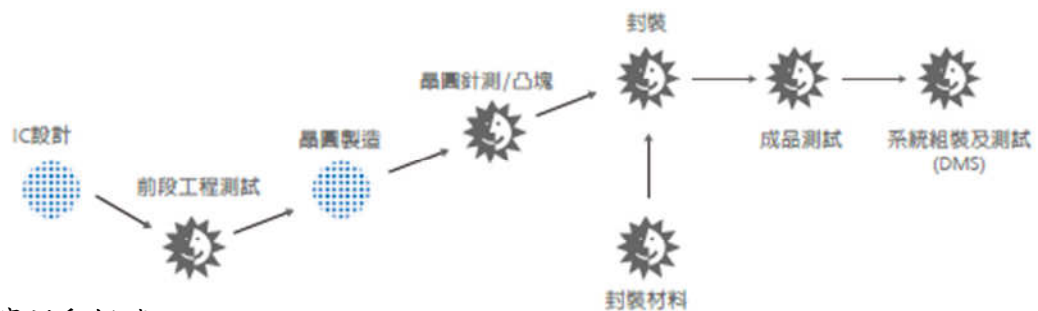 IC設計
前段工程測試
晶圓製造
晶圓針測/凸塊
封裝
封裝材料
成品測試
系統組裝及測試
(DMS)